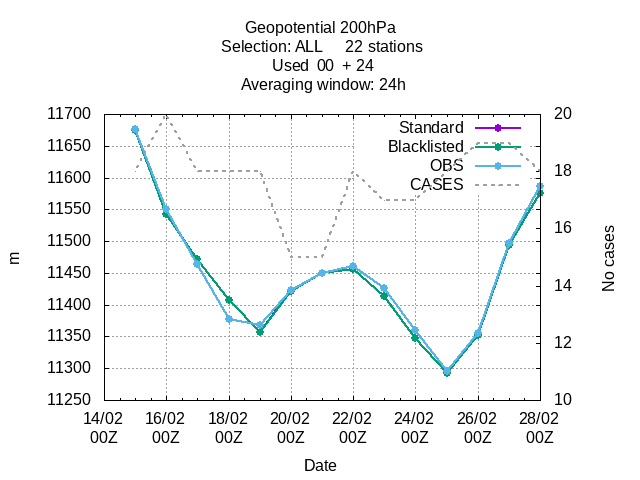 Geopotential 200hPa
Selection: ALL     22 stations
Used  00  + 24
Averaging window: 24h
11700
11650
11600
11550
11500
11450
11400
11350
11300
11250
m
20
18
16
14
12
10
No cases
Standard
Blacklisted
OBS
CASES
14/02 16/02 18/02 20/02 22/02 24/02 26/02 28/02
00Z 00Z 00Z 00Z 00Z 00Z 00Z 00Z
Date